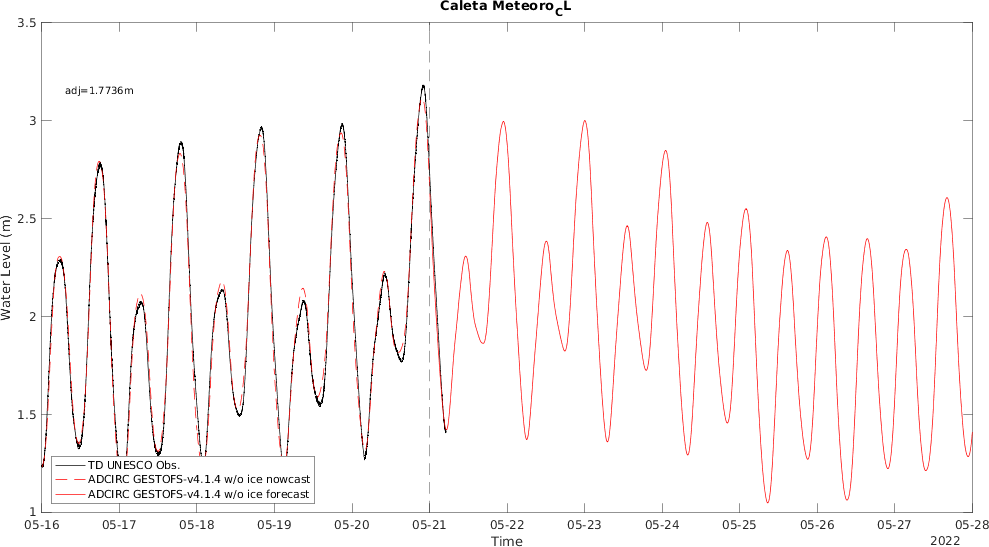 Caleta Meteoro_CL
adj=1.7736m
Water Level (m)
3.5
3
2.5
2
1.5
1
TD UNESCO Obs.
ADCIRC GESTOFS-v4.1.4 w/o ice nowcast
ADCIRC GESTOFS-v4.1.4 w/o ice forecast
05-16 05-17 05-18 05-19 05-20 05-21 05-22 05-23 05-24 05-25 05-26 05-27 05-28
Time
2022